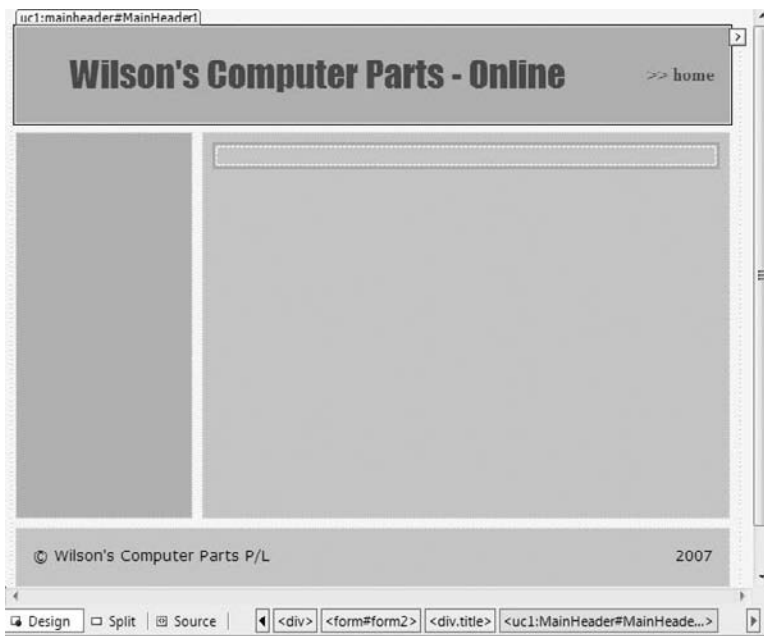 uc1:mainheader#MainHeader1
Wilson's Computer Parts - Online
>> home
© Wilson's Computer Parts P/L 2007
Design Split Source <div> <form#form2> <div.title> <uc1:MainHeader#MainHeade...>